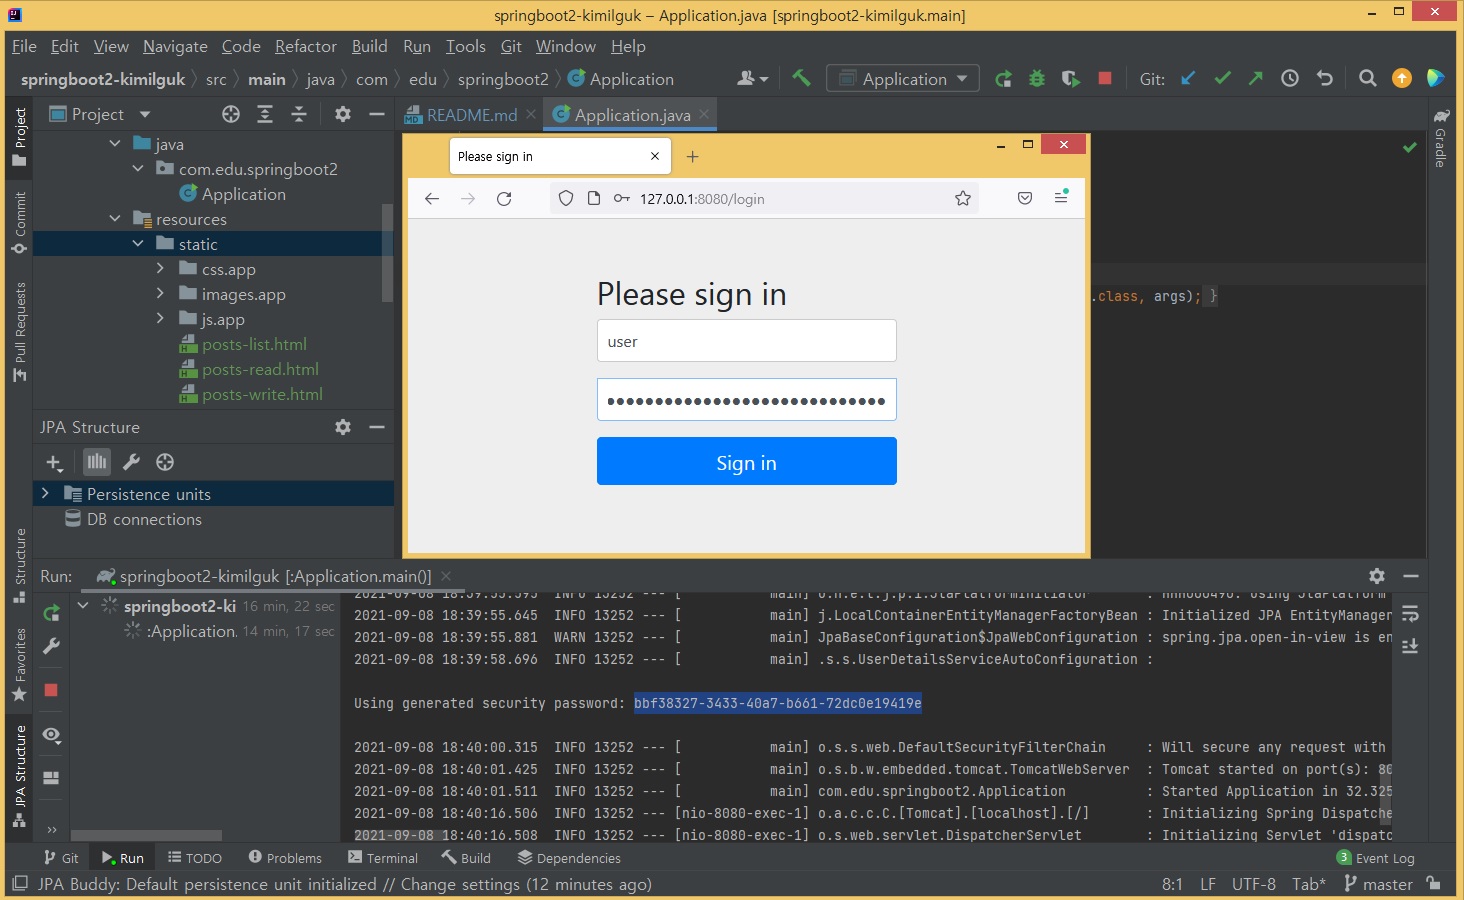 springboot2-kimilguk – Application.java [springboot2-kimilguk.main]
File Edit View Navigate Code Refactor Build Run Tools Git Window Help
springboot2-kimilguk src main java com edu springboot2 Application
Application
Git:
Project
README.md
Application.java
java
com.edu.springboot2
Application
resources
static
css.app
images.app
js.app
posts-list.html
posts-read.html
posts-write.html
JPA Structure
Persistence units
DB connections
Project
Commit
Pull Requests
Structure
Favorites
JPA Structure
Gradle
.class, args); }
Please sign in
127.0.0.1:8080/login
Please sign in
user
Sign in
Run: springboot2-kimilguk [:Application.main()]
springboot2-ki 16 min, 22 sec
:Application. 14 min, 17 sec
2021-09-08 18:39:55.645 INFO 13252 --- [ main] j.LocalContainerEntityManagerFactoryBean : Initialized JPA EntityManager
2021-09-08 18:39:55.881 WARN 13252 --- [ main] JpaBaseConfiguration$JpaWebConfiguration : spring.jpa.open-in-view is en
2021-09-08 18:39:58.696 INFO 13252 --- [ main] .s.s.UserDetailsServiceAutoConfiguration :
Using generated security password: bbf38327-3433-40a7-b661-72dc0e19419e
2021-09-08 18:40:00.315 INFO 13252 --- [ main] o.s.s.web.DefaultSecurityFilterChain : Will secure any request with
2021-09-08 18:40:01.425 INFO 13252 --- [ main] o.s.b.w.embedded.tomcat.TomcatWebServer : Tomcat started on port(s): 80
2021-09-08 18:40:01.511 INFO 13252 --- [ main] com.edu.springboot2.Application : Started Application in 32.325
2021-09-08 18:40:16.506 INFO 13252 --- [nio-8080-exec-1] o.a.c.c.C.[Tomcat].[localhost].[/] : Initializing Spring Dispatche
2021-09-08 18:40:16.508 INFO 13252 --- [nio-8080-exec-1] o.s.web.servlet.DispatcherServlet : Initializing Servlet 'dispatc
Git Run TODO Problems Terminal Build Dependencies
3 Event Log
JPA Buddy: Default persistence unit initialized // Change settings (12 minutes ago)
8:1 LF UTF-8 Tab* master